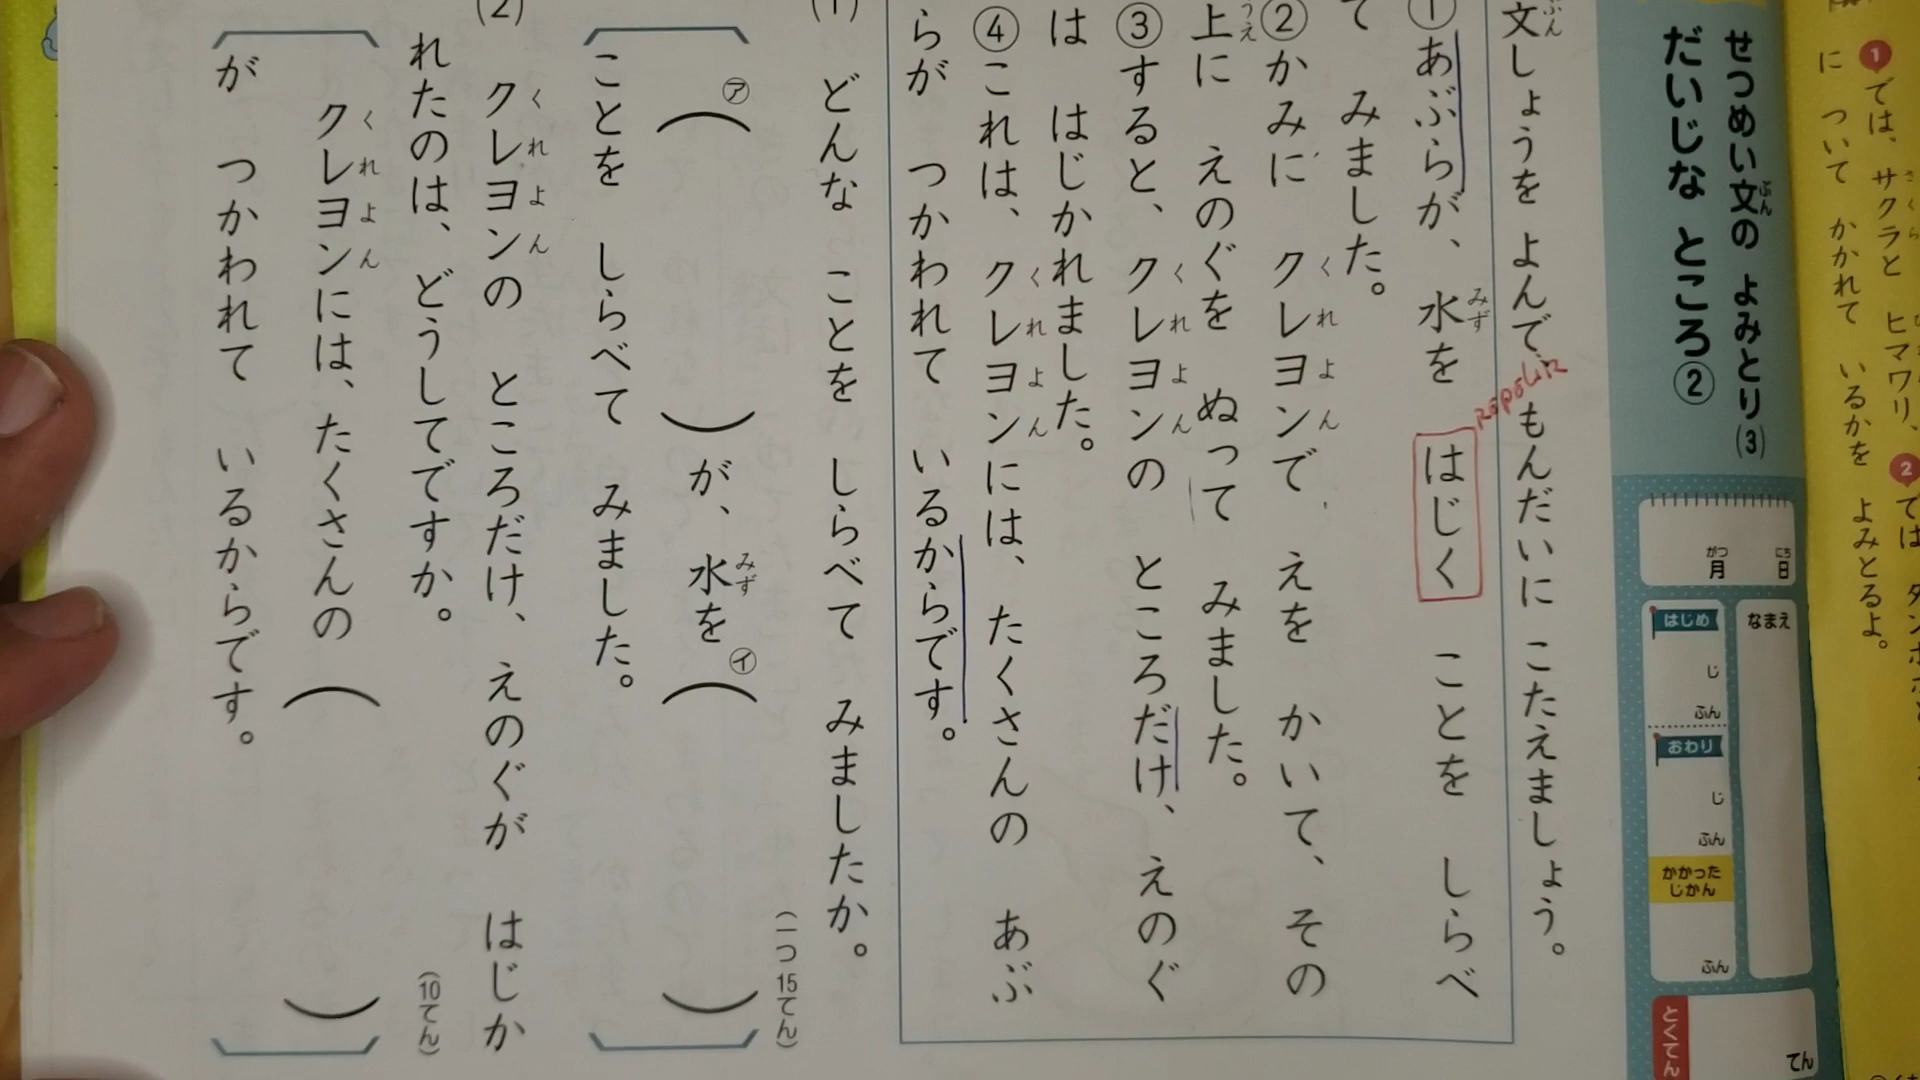 ❶では、サクラと ヒマワリ、
に ついて かかれて いるかを
❷では
よみとるよ。
せつめい文の よみとり(3)
だいじな ところ②
月 日
なまえ
はじめ
じ
ふん
おわり
じ
ふん
かかった
じかん
ふん
とくてん
てん
文しょうを よんで、もんだいに こたえましょう。
①あぶらが、水を はじく ことを しらべ
て みました。
②かみに クレヨンで えを かいて、その
上に えのぐを ぬって みました。
③すると、クレヨンの ところだけ、えのぐ
は はじかれました。
④これは、クレヨンには、たくさんの あぶ
らが つかわれて いるからです。
(1) どんな ことを しらべて みましたか。
(一つ15てん)
㋐( )が、水を ㋑( )
ことを しらべて みました。
(2) クレヨンの ところだけ、えのぐが はじか
れたのは、どうしてですか。
(10てん)
クレヨンには、たくさんの( )
が つかわれて いるからです。